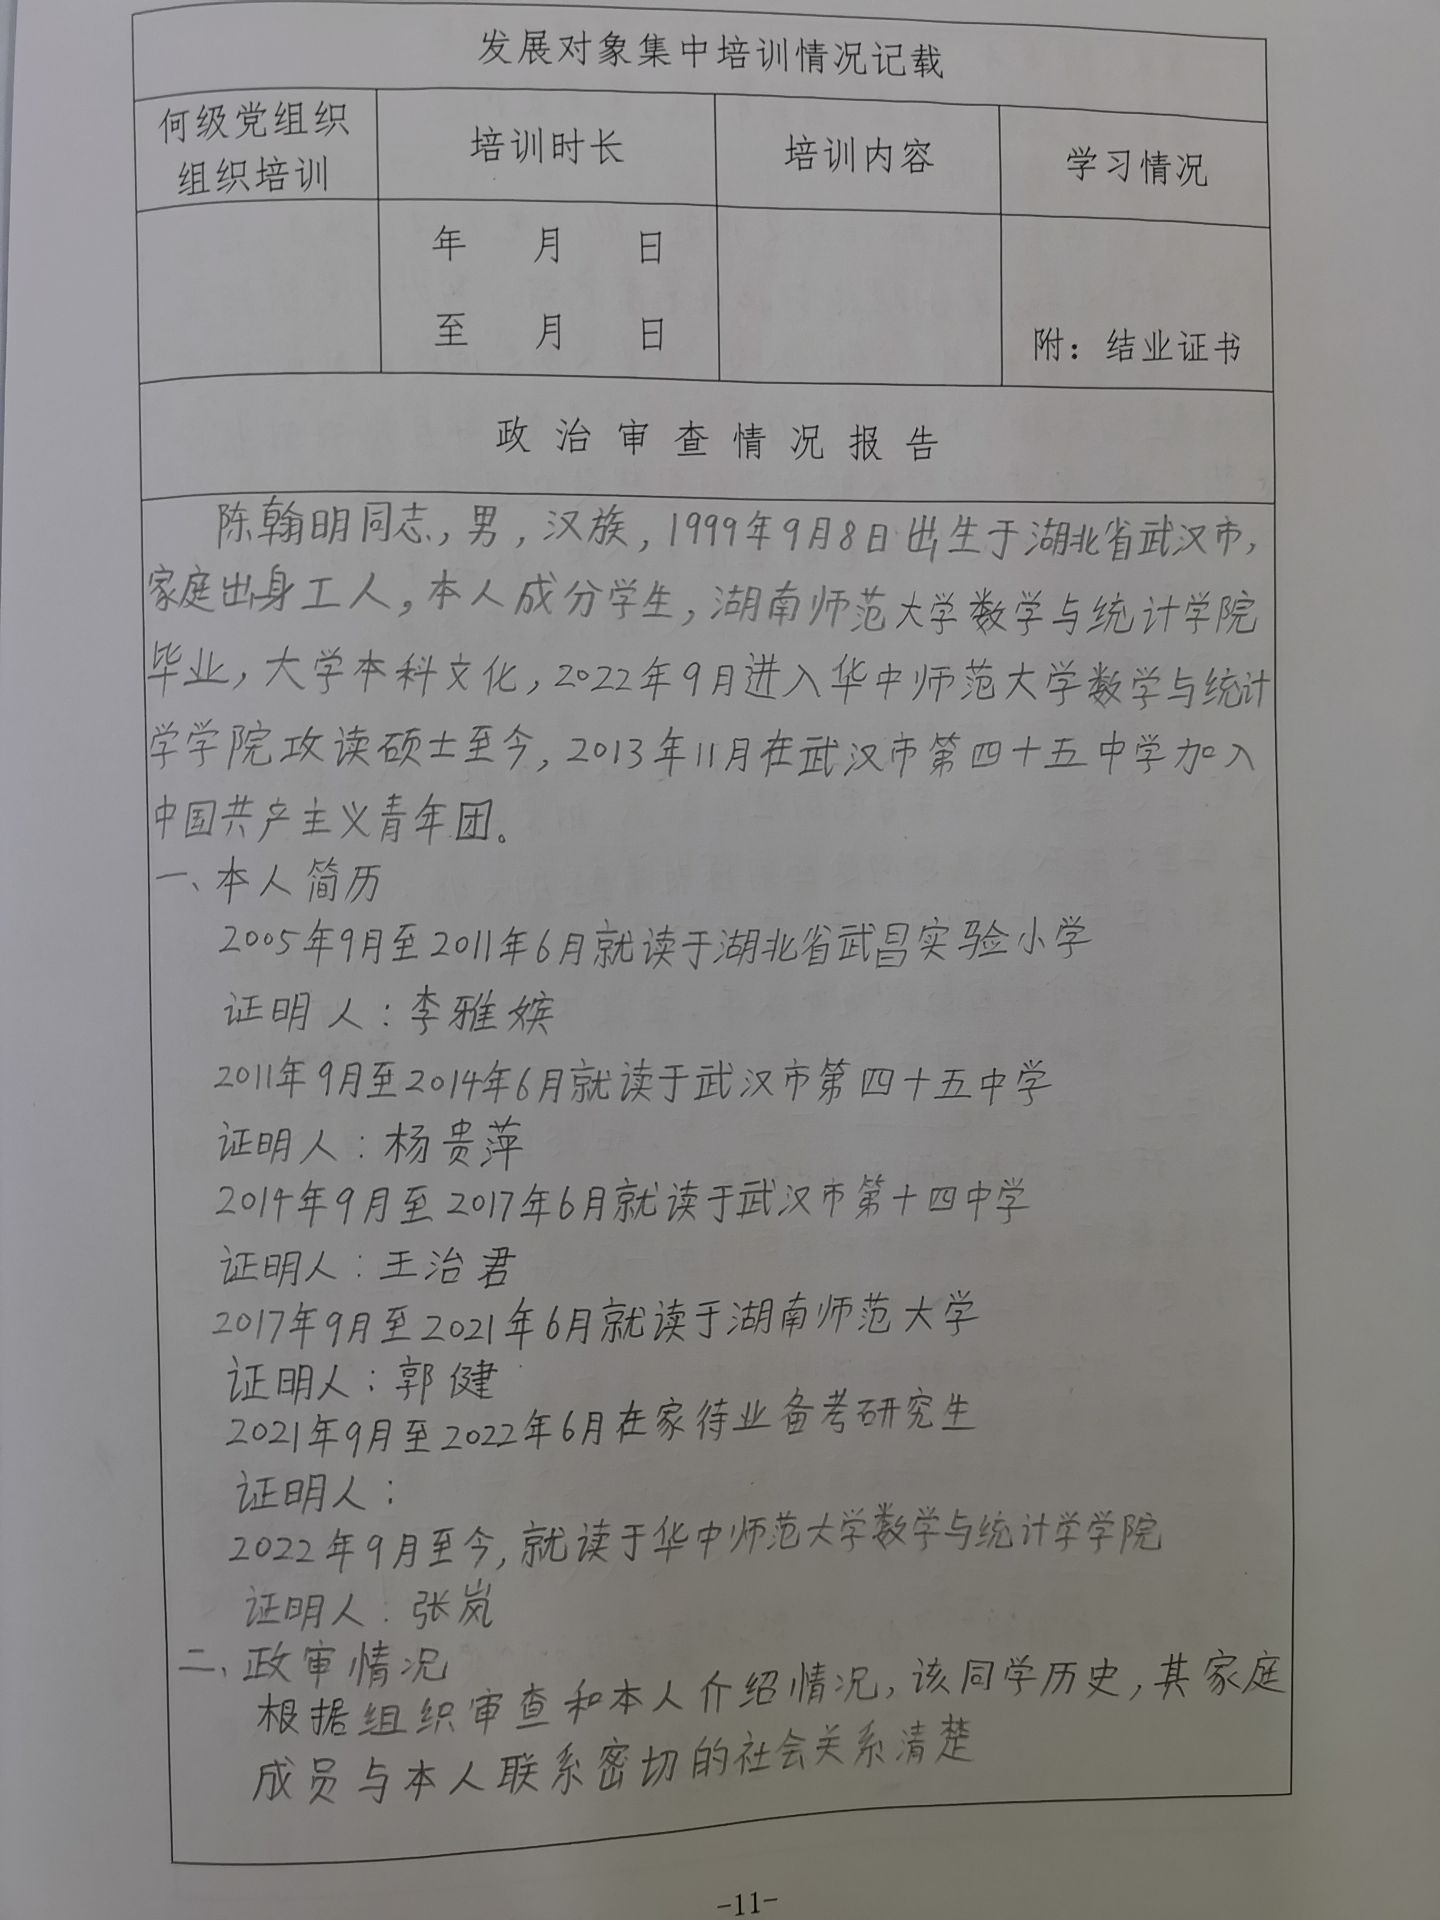 发展对象集中培训情况记载
何级党组织
组织培训
培训时长
培训内容
学习情况
年 月 日
至 月 日
附：结业证书
政治审查情况报告
陈翰明同志，男，汉族，1999年9月8日出生于湖北省武汉市，
家庭出身工人，本人成分学生，湖南师范大学数学与统计学院
毕业，大学本科文化，2022年9月进入华中师范大学数学与统计
学学院攻读硕士至今，2013年11月在武汉市第四十五中学加入
中国共产主义青年团。
一、本人简历
2005年9月至2011年6月就读于湖北省武昌实验小学
证明人：李雅嫔
2011年9月至2014年6月就读于武汉市第四十五中学
证明人：杨贵萍
2014年9月至2017年6月就读于武汉市第十四中学
证明人：王治君
2017年9月至2021年6月就读于湖南师范大学
证明人：郭健
2021年9月至2022年6月在家待业备考研究生
证明人：
2022年9月至今，就读于华中师范大学数学与统计学学院
证明人：张岚
二、政审情况
根据组织审查和本人介绍情况，该同学历史，其家庭
成员与本人联系密切的社会关系清楚
-11-